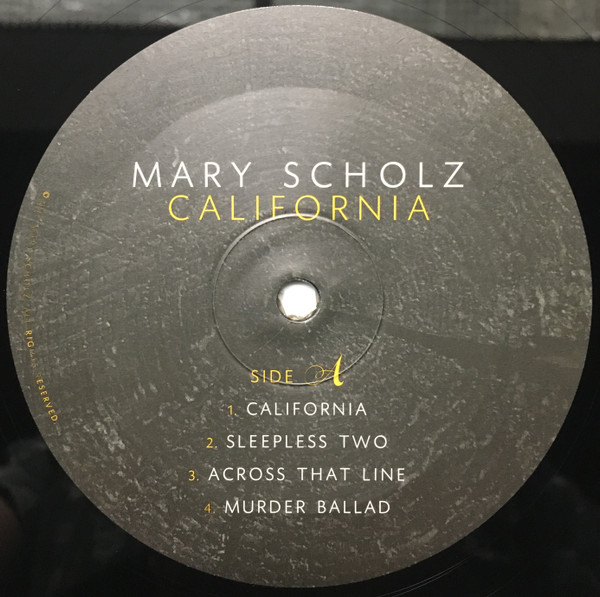 MARY SCHOLZ
CALIFORNIA
SIDE A
1. CALIFORNIA
2. SLEEPLESS TWO
3. ACROSS THAT LINE
4. MURDER BALLAD